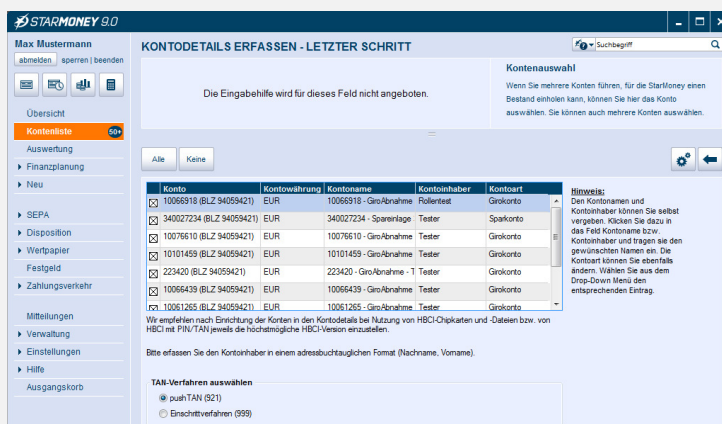 STARMONEY 9.0
Max Mustermann
abmelden sperren | beenden
Übersicht
Kontenliste 50+
Auswertung
Finanzplanung
Neu
SEPA
Disposition
Wertpapier
Festgeld
Zahlungsverkehr
Mitteilungen
Verwaltung
Einstellungen
Hilfe
Ausgangskorb
KONTODETAILS ERFASSEN - LETZTER SCHRITT
Suchbegriff
Die Eingabehilfe wird für dieses Feld nicht angeboten.
Kontenauswahl
Wenn Sie mehrere Konten führen, für die StarMoney einen
Bestand einholen kann, können Sie hier das Konto
auswählen. Sie können auch mehrere Konten auswählen.
Alle Keine
Konto Kontowährung Kontoname Kontoinhaber Kontoart
10066918 (BLZ 94059421) EUR 10066918 - GiroAbnahme Rollentest Girokonto
340027234 (BLZ 94059421) EUR 340027234 - Spareinlage Tester Sparkonto
10076610 (BLZ 94059421) EUR 10076610 - GiroAbnahme Tester Girokonto
10101459 (BLZ 94059421) EUR 10101459 - GiroAbnahme Tester Girokonto
223420 (BLZ 94059421) EUR 223420 - GiroAbnahme - T Tester Girokonto
10066439 (BLZ 94059421) EUR 10066439 - GiroAbnahme Tester Girokonto
10061265 (BLZ 94059421) EUR 10061265 - GiroAbnahme Tester Girokonto
Hinweis:
Den Kontonamen und
Kontoinhaber können Sie selbst
vergeben. Klicken Sie dazu in
das Feld Kontoname bzw.
Kontoinhaber und tragen sie den
gewünschten Namen ein. Die
Kontoart können Sie ebenfalls
ändern. Wählen Sie aus dem
Drop-Down Menü den
entsprechenden Eintrag.
Wir empfehlen nach Einrichtung der Konten in den Kontodetails bei Nutzung von HBCI-Chipkarten und -Dateien bzw. von
HBCI mit PIN/TAN jeweils die höchstmögliche HBCI-Version einzustellen.
Bitte erfassen Sie den Kontoinhaber in einem adressbuchtauglichen Format (Nachname, Vorname).
TAN-Verfahren auswählen
pushTAN (921)
Einschrittverfahren (999)